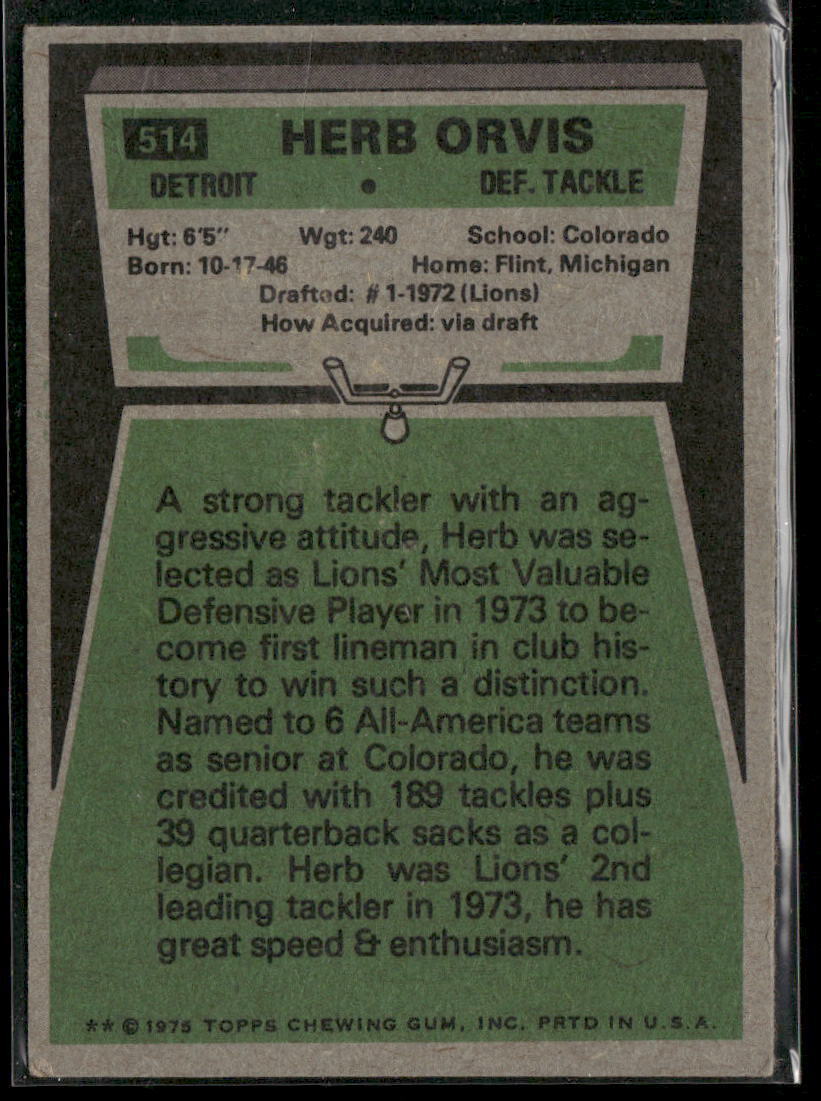 514 HERB ORVIS
DETROIT • DEF. TACKLE
Hgt: 6'5" Wgt: 240 School: Colorado
Born: 10-17-46 Home: Flint, Michigan
Drafted: #1-1972 (Lions)
How Acquired: via draft
A strong tackler with an ag-
gressive attitude, Herb was se-
lected as Lions' Most Valuable
Defensive Player in 1973 to be-
come first lineman in club his-
tory to win such a distinction.
Named to 6 All-America teams
as senior at Colorado, he was
credited with 189 tackles plus
39 quarterback sacks as a col-
legian. Herb was Lions' 2nd
leading tackler in 1973, he has
great speed & enthusiasm.
** © 1975 TOPPS CHEWING GUM, INC. PRTD IN U.S.A.